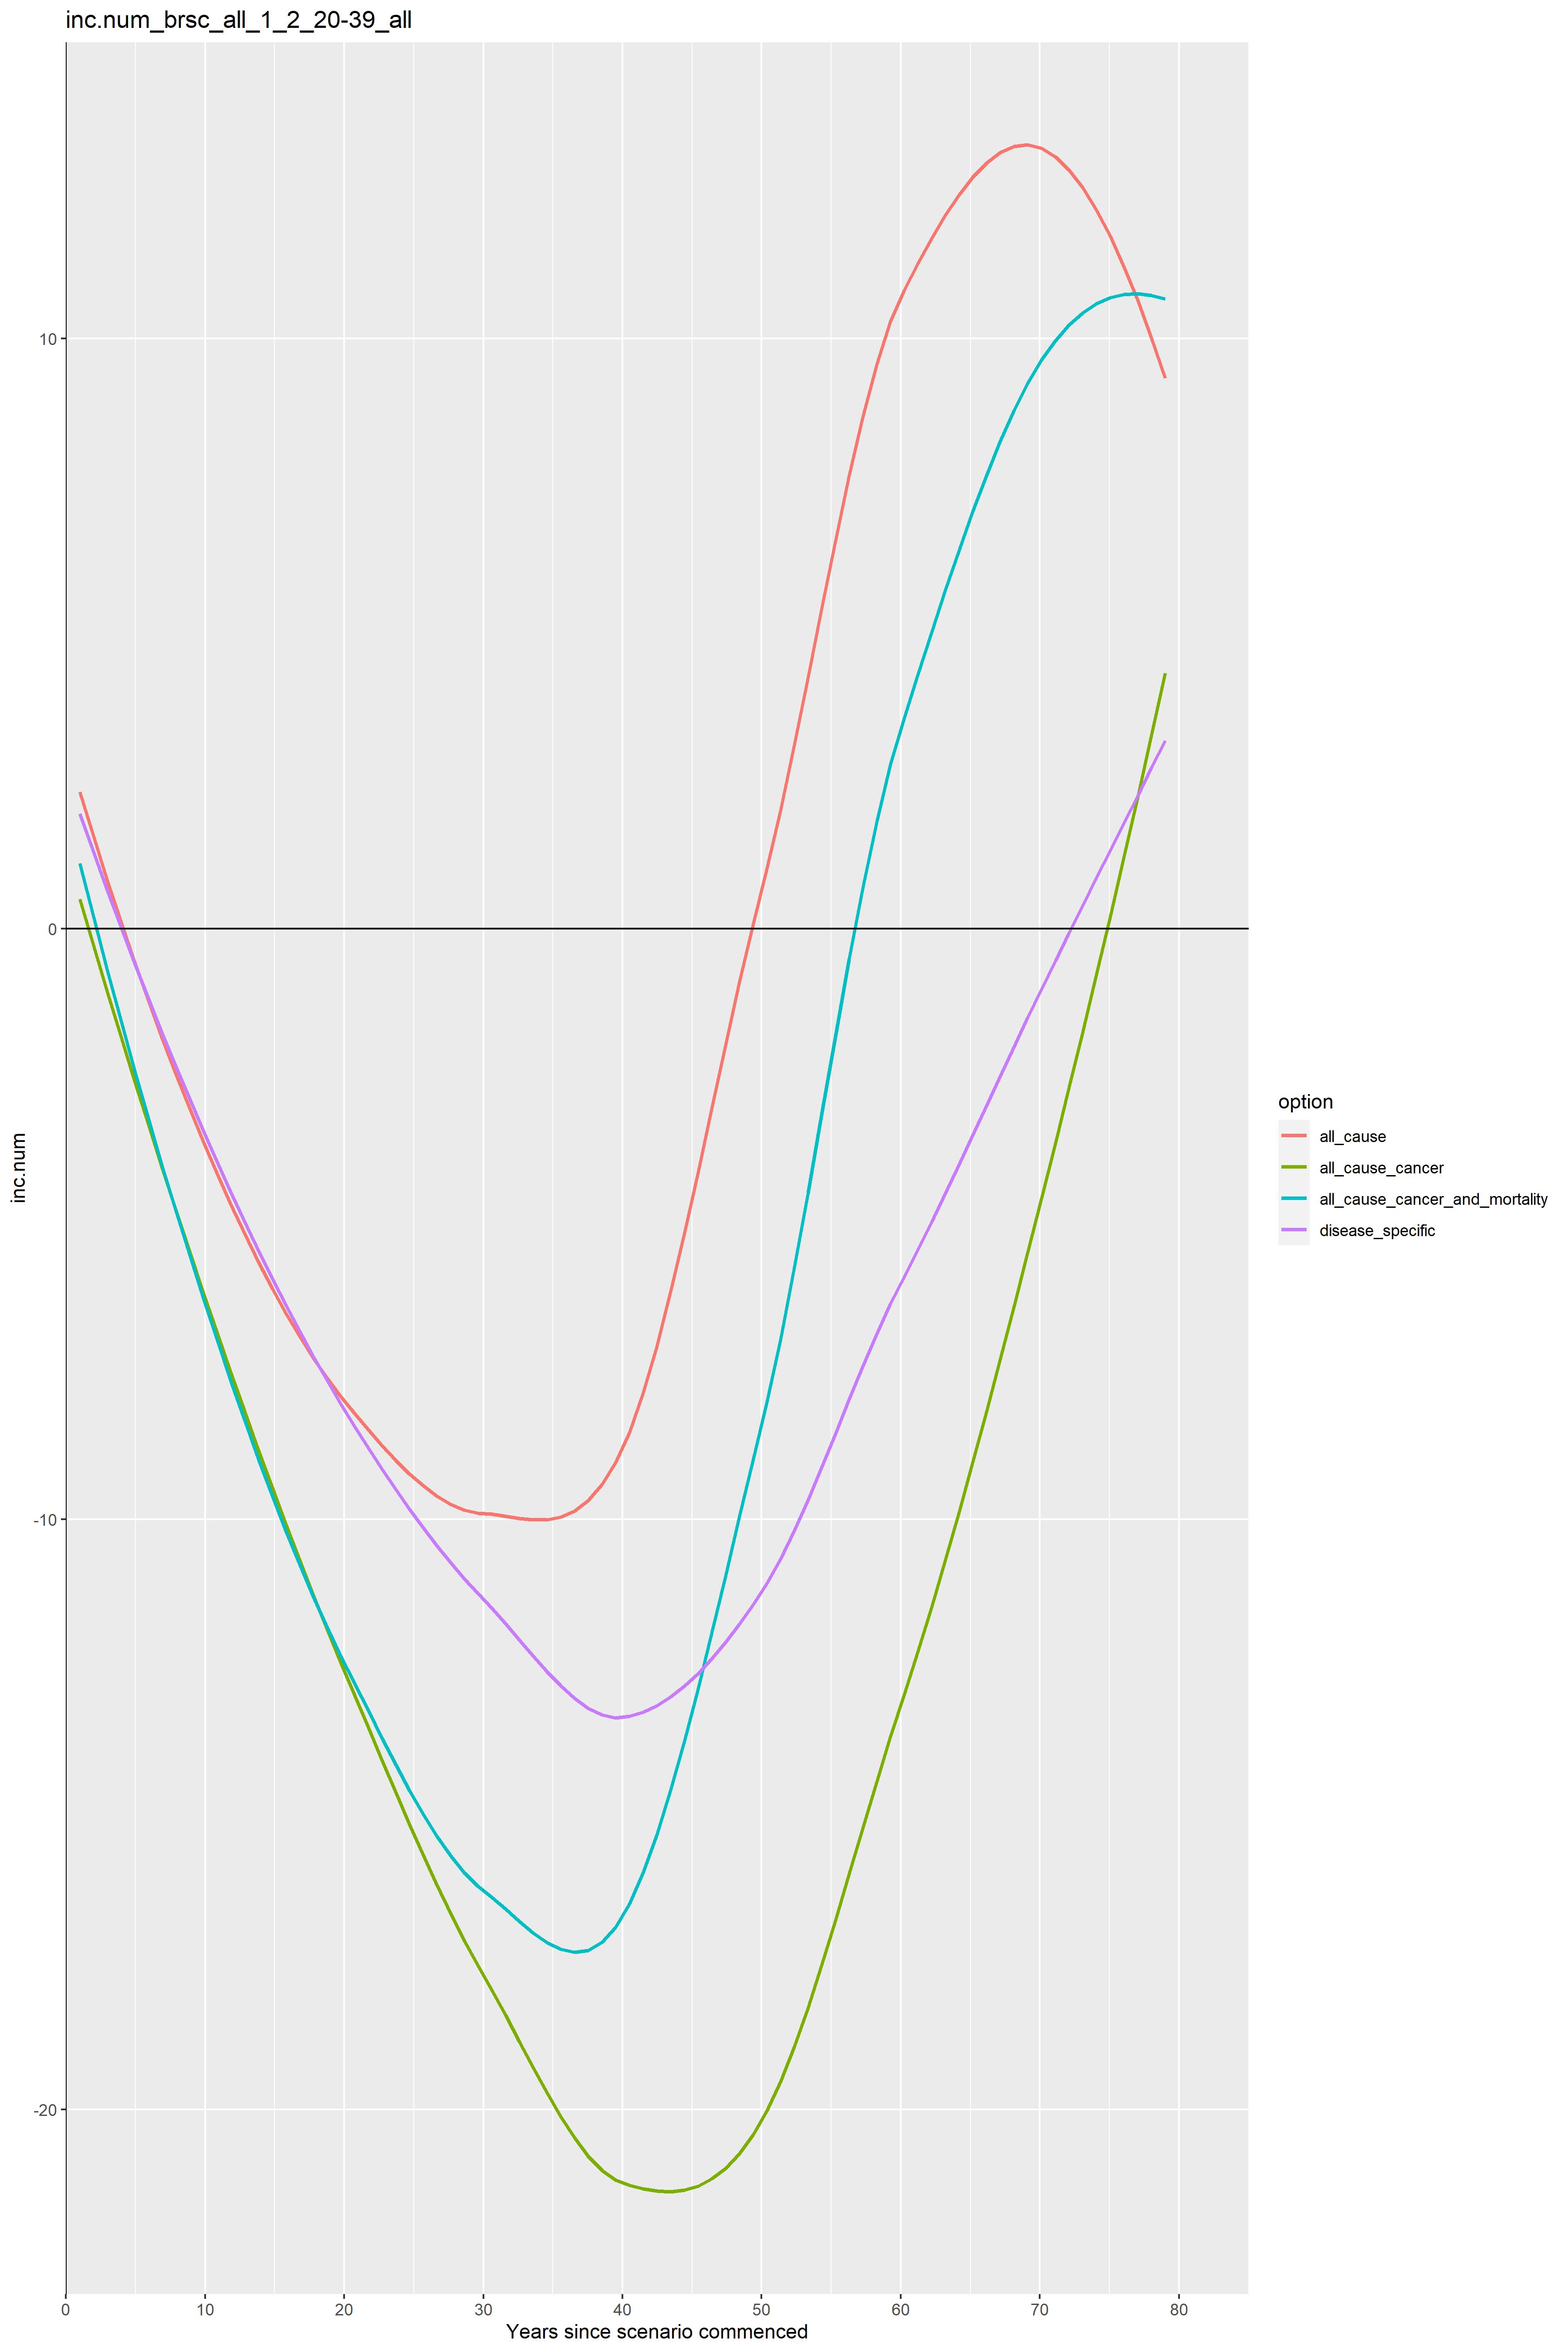 inc.num_brsc_all_1_2_20-39_all
inc.num
10
0
-10
-20
0 10 20 30 40 50 60 70 80
Years since scenario commenced
option
all_cause
all_cause_cancer
all_cause_cancer_and_mortality
disease_specific